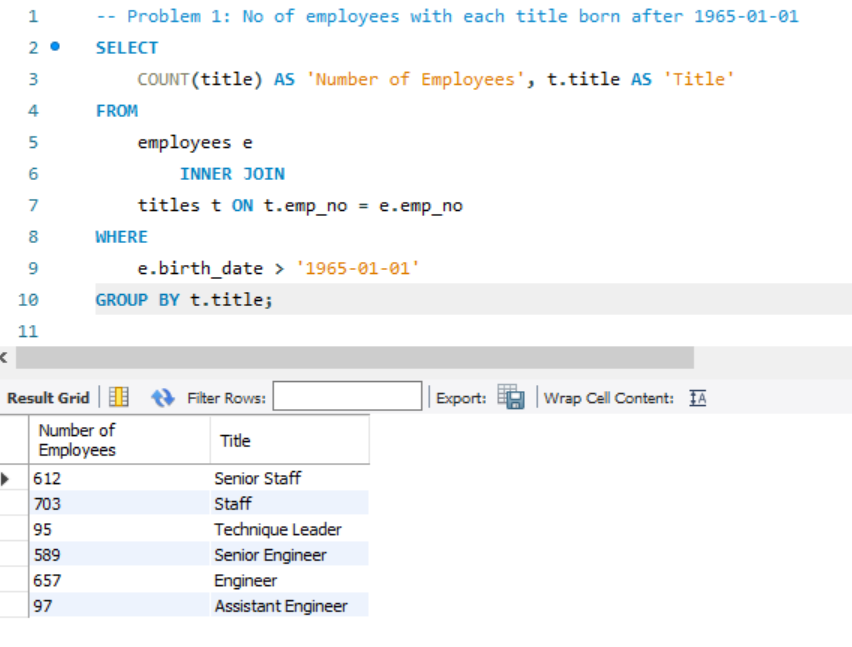 1 -- Problem 1: No of employees with each title born after 1965-01-01
2 SELECT
3 COUNT(title) AS 'Number of Employees', t.title AS 'Title'
4 FROM
5 employees e
6 INNER JOIN
7 titles t ON t.emp_no = e.emp_no
8 WHERE
9 e.birth_date > '1965-01-01'
10 GROUP BY t.title;
11
Result Grid Filter Rows: Export: Wrap Cell Content: IA
Number of
Employees Title
612 Senior Staff
703 Staff
95 Technique Leader
589 Senior Engineer
657 Engineer
97 Assistant Engineer